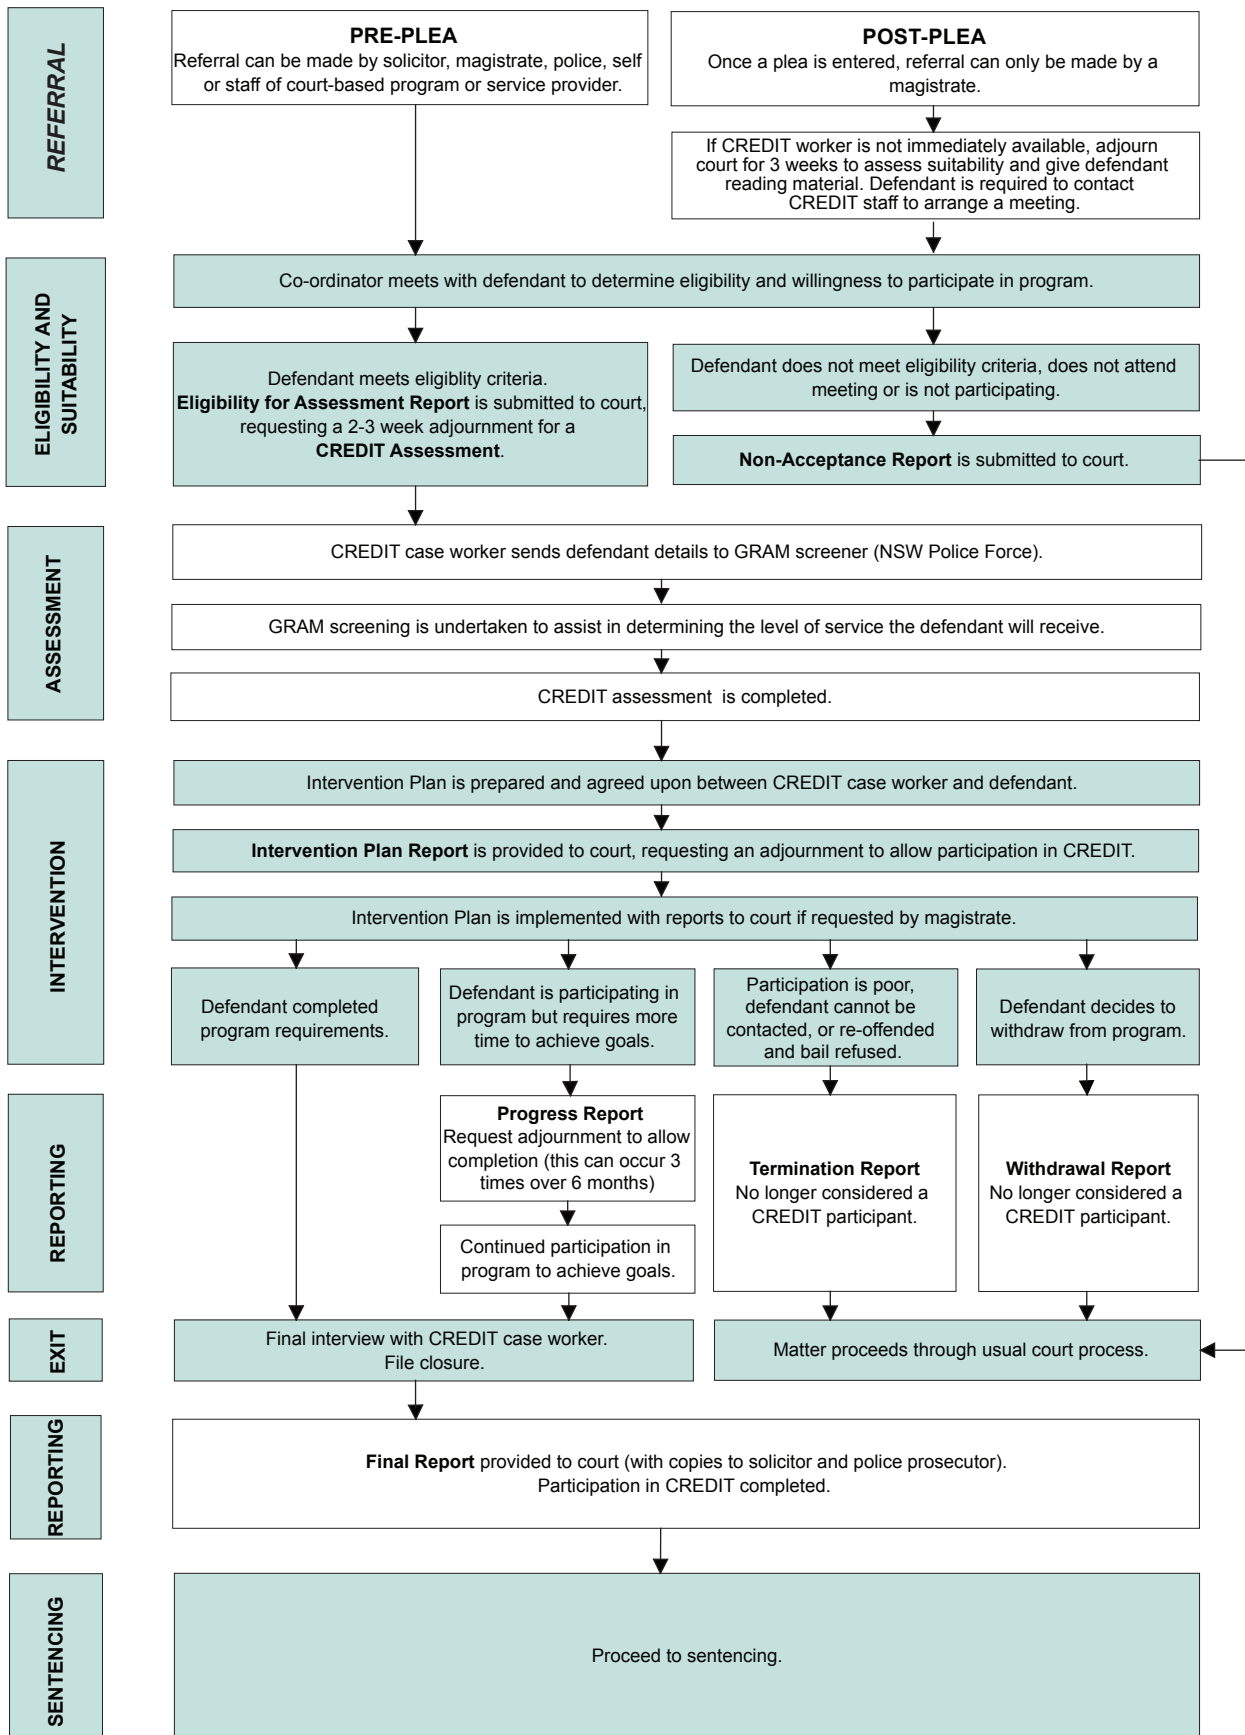 REFERRAL
PRE-PLEA
Referral can be made by solicitor, magistrate, police, self
or staff of court-based program or service provider.
POST-PLEA
Once a plea is entered, referral can only be made by a
magistrate.
If CREDIT worker is not immediately available, adjourn
court for 3 weeks to assess suitability and give defendant
reading material. Defendant is required to contact
CREDIT staff to arrange a meeting.
ELIGIBILITY AND
SUITABILITY
Co-ordinator meets with defendant to determine eligibility and willingness to participate in program.
Defendant meets eligiblity criteria.
Eligibility for Assessment Report is submitted to court,
requesting a 2-3 week adjournment for a
CREDIT Assessment.
Defendant does not meet eligibility criteria, does not attend
meeting or is not participating.
Non-Acceptance Report is submitted to court.
ASSESSMENT
CREDIT case worker sends defendant details to GRAM screener (NSW Police Force).
GRAM screening is undertaken to assist in determining the level of service the defendant will receive.
CREDIT assessment is completed.
INTERVENTION
Intervention Plan is prepared and agreed upon between CREDIT case worker and defendant.
Intervention Plan Report is provided to court, requesting an adjournment to allow participation in CREDIT.
Intervention Plan is implemented with reports to court if requested by magistrate.
Defendant completed
program requirements.
Defendant is participating in
program but requires more
time to achieve goals.
Participation is poor,
defendant cannot be
contacted, or re-offended
and bail refused.
Defendant decides to
withdraw from program.
REPORTING
Progress Report
Request adjournment to allow
completion (this can occur 3
times over 6 months)
Continued participation in
program to achieve goals.
Termination Report
No longer considered a
CREDIT participant.
Withdrawal Report
No longer considered a
CREDIT participant.
EXIT
Final interview with CREDIT case worker.
File closure.
Matter proceeds through usual court process.
REPORTING
Final Report provided to court (with copies to solicitor and police prosecutor).
Participation in CREDIT completed.
SENTENCING
Proceed to sentencing.